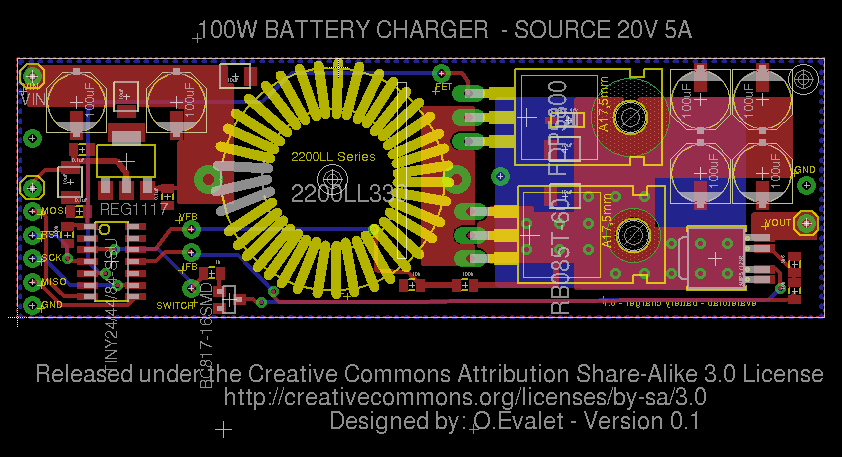 100W BATTERY CHARGER - SOURCE 20V 5A
VIN
VIN
100uF
100uF
FET
2200LL Series
2200LL330
A17,5mm
100uF
100uF
100uF
100uF
GND
REG1117
MOSI
SCK
MISO
GND
VFB
IFB
SWITCH
TINY24/44/84-SSU
BC817-16SMD
10k
100k
A17,5mm
RB085T-60
VOUT
Released under the Creative Commons Attribution Share-Alike 3.0 License
http://creativecommons.org/licenses/by-sa/3.0
Designed by: O.Evalet - Version 0.1